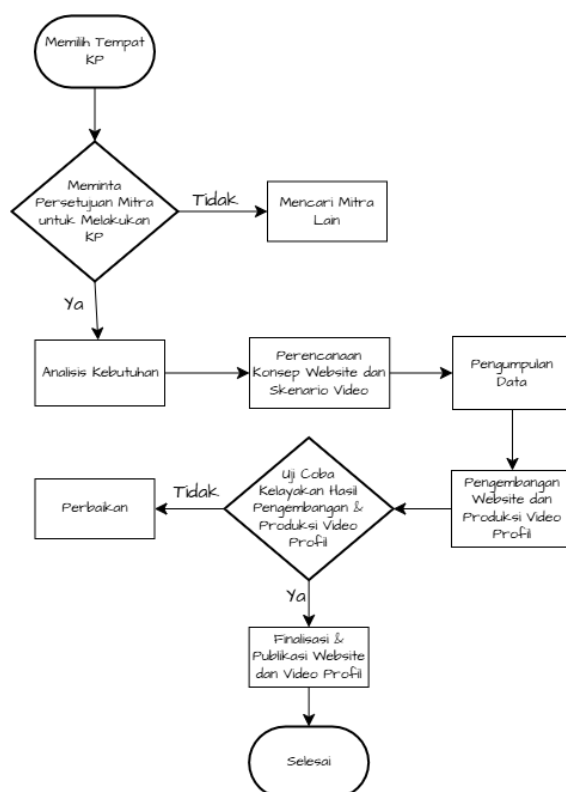 Memilih Tempat
KP
Meminta
Persetujuan Mitra
untuk Melakukan
KP
Tidak
Mencari Mitra
Lain
Ya
Analisis Kebutuhan
Perencanaan
Konsep Website dan
Skenario Video
Pengumpulan
Data
Pengembangan
Website dan
Produksi Video
Profil
Uji Coba
Kelayakan Hasil
Pengembangan &
Produksi Video
Profil
Tidak
Perbaikan
Ya
Finalisasi &
Publikasi Website
dan Video Profil
Selesai